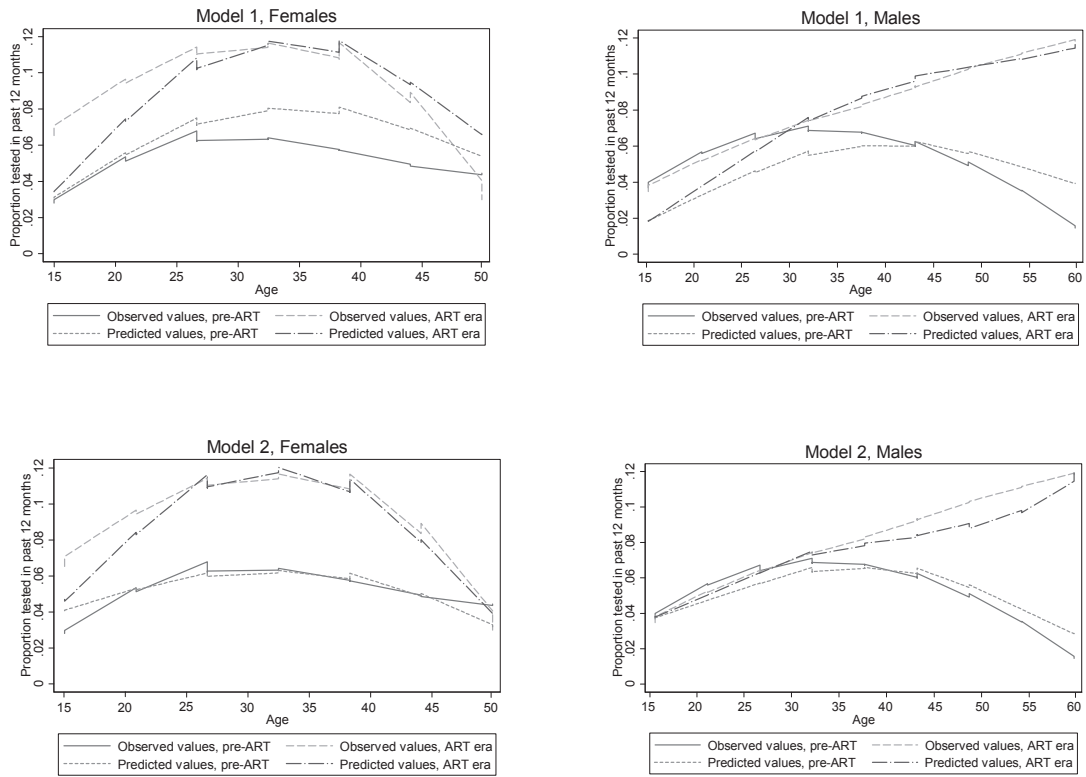 Model 1, Females
Proportion tested in past 12 months
0 .02 .04 .06 .08 .1 .12
15 20 25 30 35 40 45 50
Age
Observed values, pre-ART Observed values, ART era
Predicted values, pre-ART Predicted values, ART era
Model 1, Males
Proportion tested in past 12 months
0 .02 .04 .06 .08 .1 .12
15 20 25 30 35 40 45 50 55 60
Age
Observed values, pre-ART Observed values, ART era
Predicted values, pre-ART Predicted values, ART era
Model 2, Females
Proportion tested in past 12 months
0 .02 .04 .06 .08 .1 .12
15 20 25 30 35 40 45 50
Age
Observed values, pre-ART Observed values, ART era
Predicted values, pre-ART Predicted values, ART era
Model 2, Males
Proportion tested in past 12 months
0 .02 .04 .06 .08 .1 .12
15 20 25 30 35 40 45 50 55 60
Age
Observed values, pre-ART Observed values, ART era
Predicted values, pre-ART Predicted values, ART era